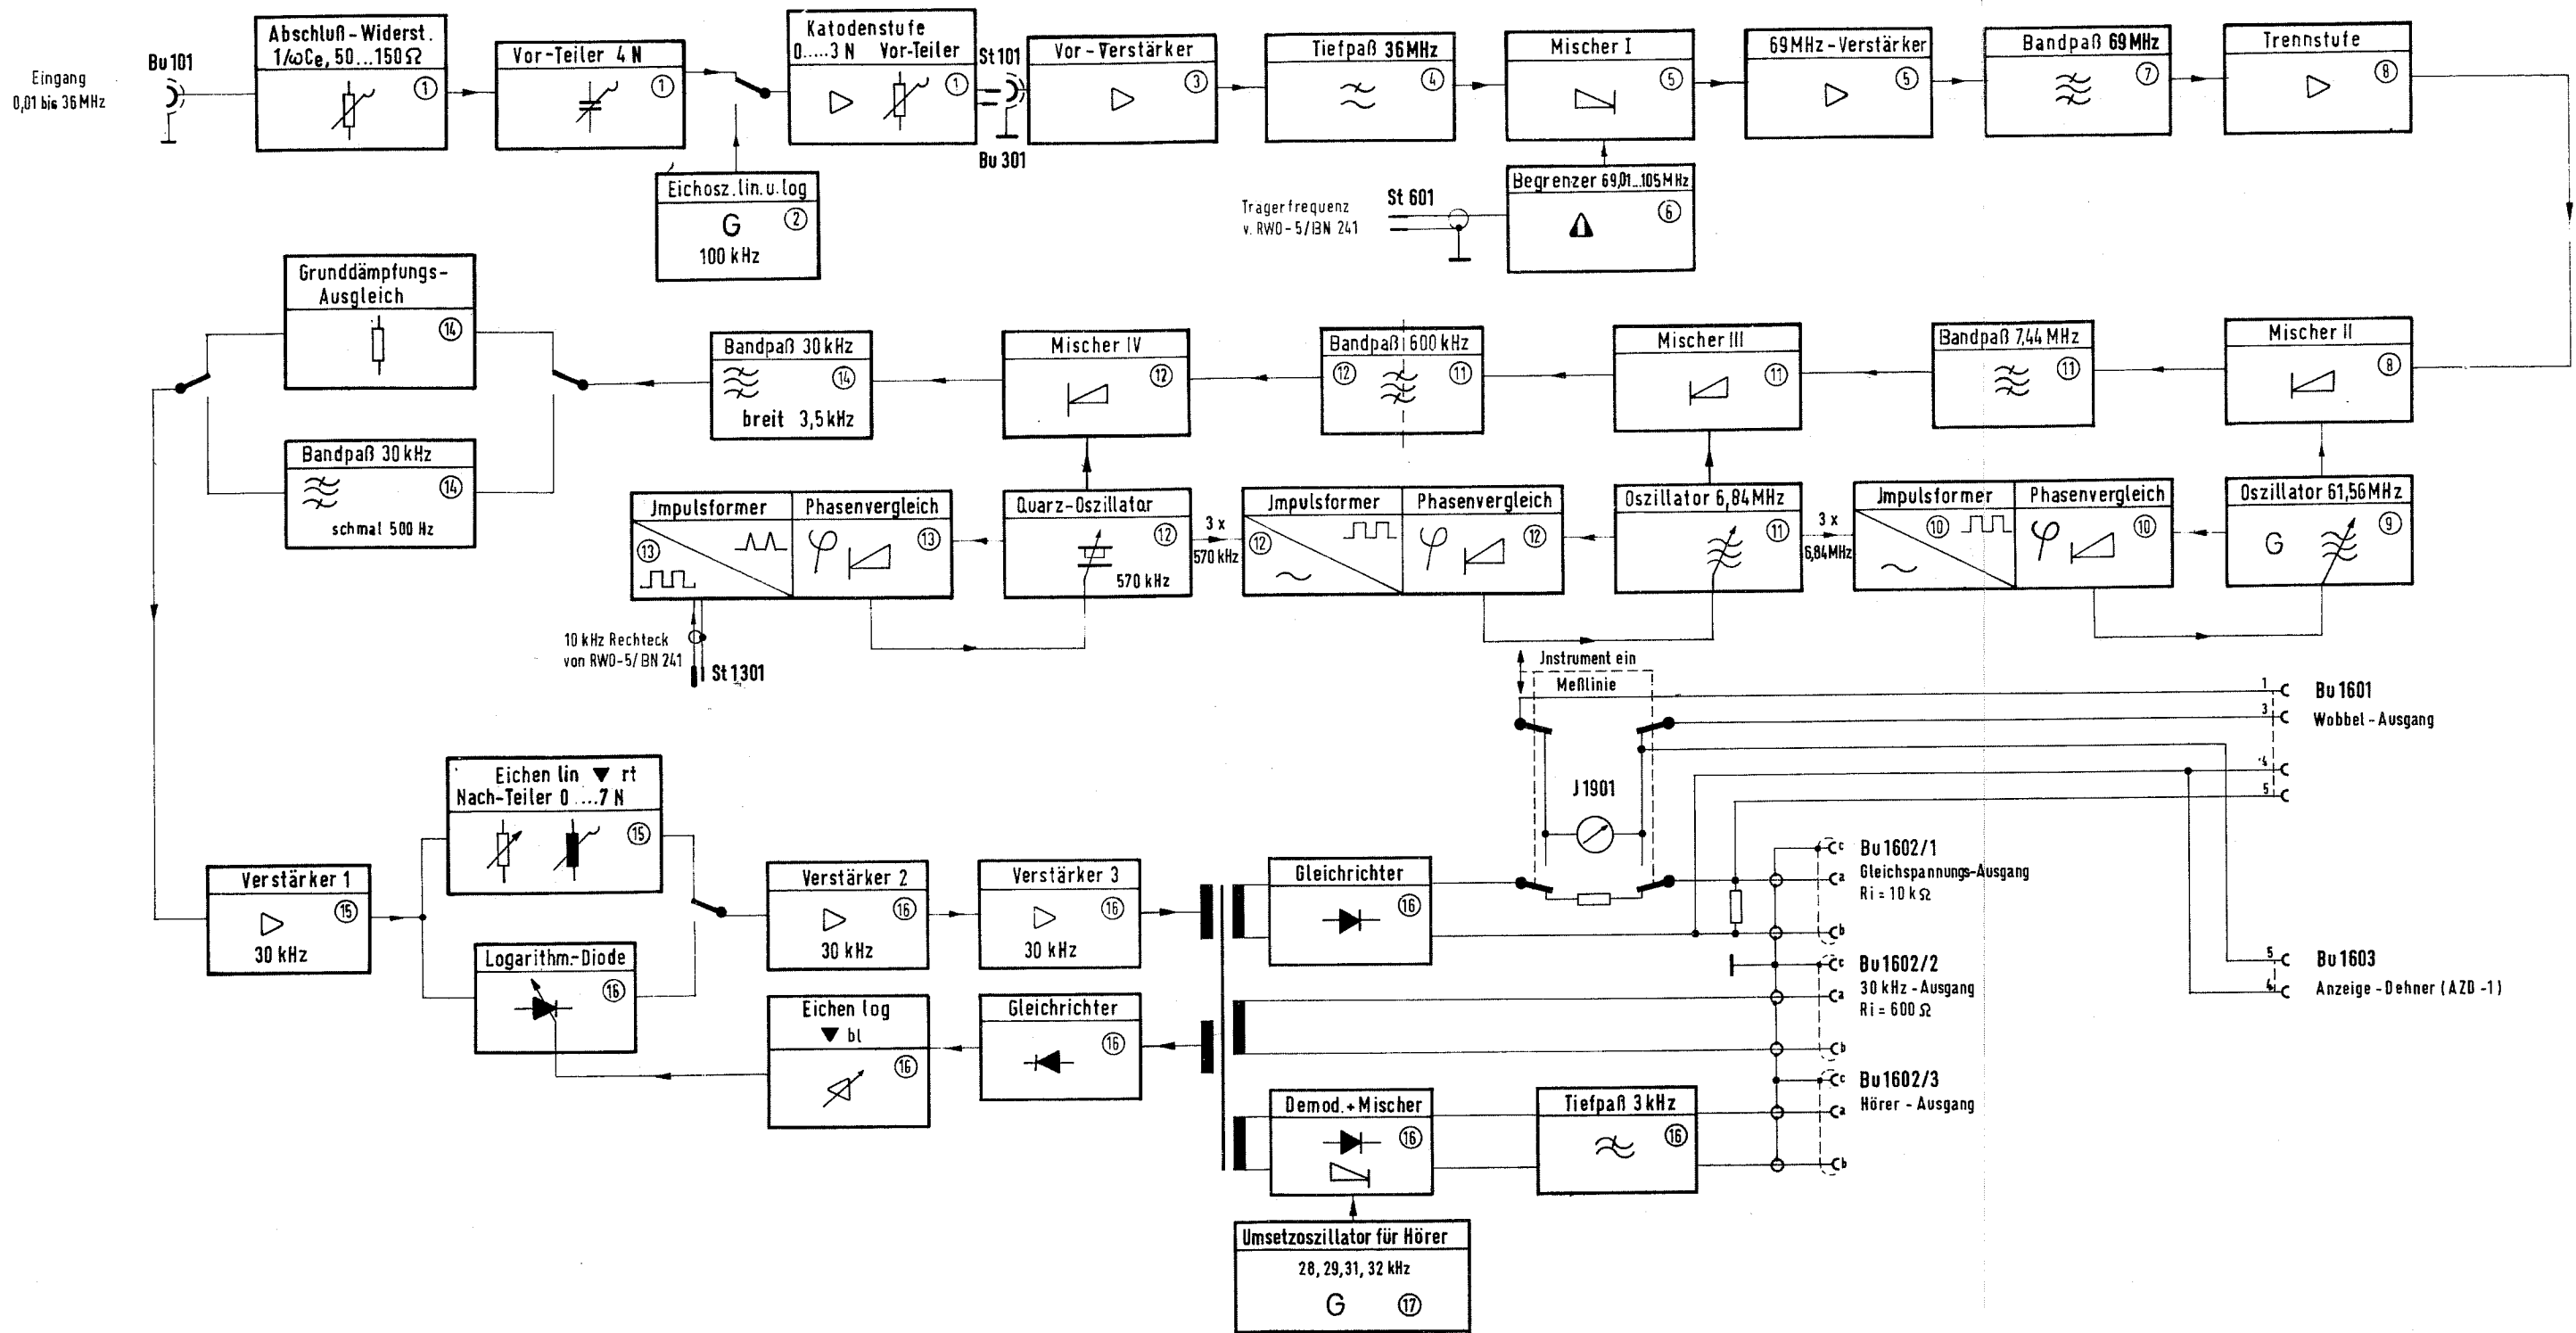 Eingang
0,01 bis 36 MHz
Bu 101
Abschluß-Widerst.
1/ωCe, 50...150Ω
1
Vor-Teiler 4 N
1
Katodenstufe
0.....3 N Vor-Teiler
1
St 101
Bu 301
Vor-Verstärker
3
Tiefpaß 36 MHz
4
Mischer I
5
69 MHz-Verstärker
5
Bandpaß 69 MHz
7
Trennstufe
8
Eichosz. lin. u. log
G
2
100 kHz
Trägerfrequenz
v. RWO-5/BN 241
St 601
Begrenzer 69,01...105 MHz
6
Grunddämpfungs-
Ausgleich
14
Bandpaß 30 kHz
14
breit 3,5 kHz
Mischer IV
12
Bandpaß 600 kHz
12
11
Mischer III
11
Bandpaß 7,44 MHz
11
Mischer II
8
Bandpaß 30 kHz
14
schmal 500 Hz
Jmpulsformer
13
Phasenvergleich
φ
13
Quarz-Oszillator
12
570 kHz
3 x
570 kHz
Jmpulsformer
12
Phasenvergleich
φ
12
Oszillator 6,84 MHz
11
3 x
6,84 MHz
Jmpulsformer
10
Phasenvergleich
φ
10
Oszillator 61,56 MHz
G
9
10 kHz Rechteck
von RWO-5/BN 241
St 1301
Jnstrument ein
Meßlinie
J 1901
1
Bu 1601
3
Wobbel-Ausgang
4
5
Eichen lin ▼ rt
Nach-Teiler 0 ....7 N
15
Verstärker 1
15
30 kHz
Logarithm.-Diode
16
Verstärker 2
16
30 kHz
Verstärker 3
16
30 kHz
Gleichrichter
16
c
Bu 1602/1
a
Gleichspannungs-Ausgang
Ri = 10 kΩ
b
c
Bu 1602/2
a
30 kHz-Ausgang
Ri = 600 Ω
b
5
Bu 1603
4
Anzeige-Dehner (AZD-1)
Eichen log
▼ bl
16
Gleichrichter
16
Demod.+Mischer
16
Tiefpaß 3 kHz
16
c
Bu 1602/3
a
Hörer-Ausgang
b
Umsetzoszillator für Hörer
28, 29, 31, 32 kHz
G
17